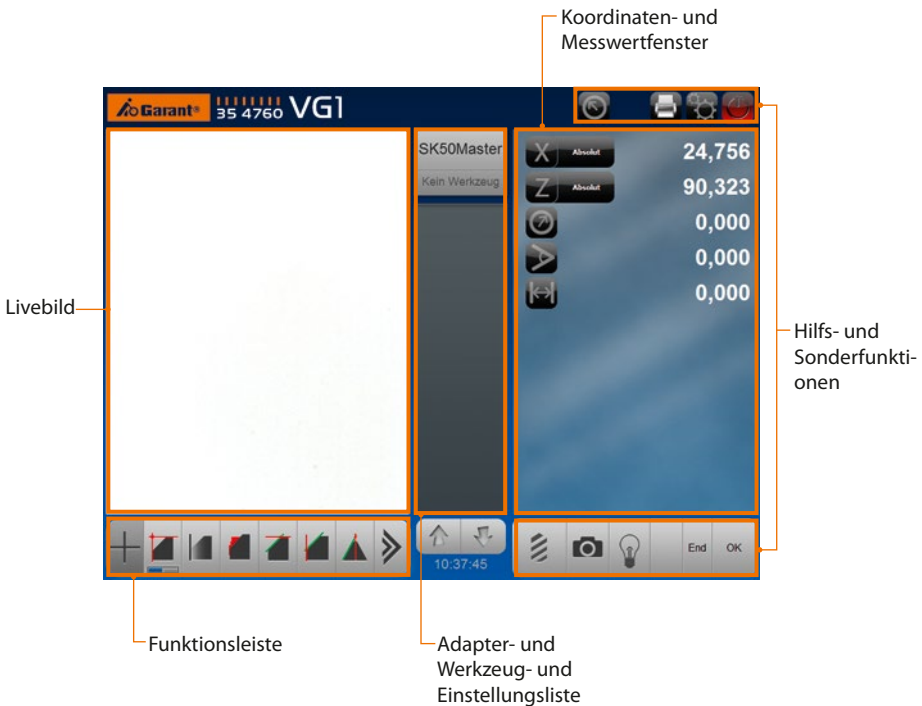 Koordinaten- und
Messwertfenster
Garant® 35 4760 VG1
SK50Master
Kein Werkzeug
X Absolut 24,756
Z Absolut 90,323
0,000
0,000
0,000
Livebild
Hilfs- und
Sonderfunkti-
onen
10:37:45
End OK
Funktionsleiste
Adapter- und
Werkzeug- und
Einstellungsliste